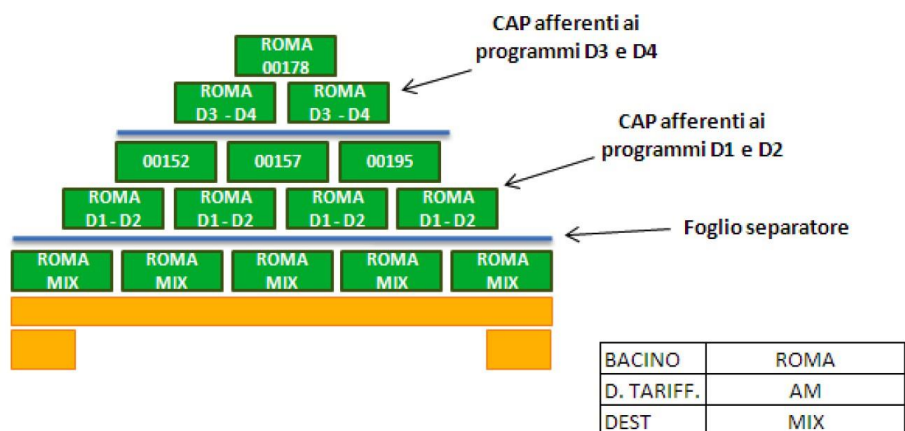 CAP afferenti ai
programmi D3 e D4
ROMA
00178
ROMA
D3 - D4
ROMA
D3 - D4
CAP afferenti ai
programmi D1 e D2
00152
00157
00195
ROMA
D1 - D2
ROMA
D1 - D2
ROMA
D1 - D2
ROMA
D1 - D2
Foglio separatore
ROMA
MIX
ROMA
MIX
ROMA
MIX
ROMA
MIX
ROMA
MIX
BACINO ROMA
D. TARIFF. AM
DEST MIX